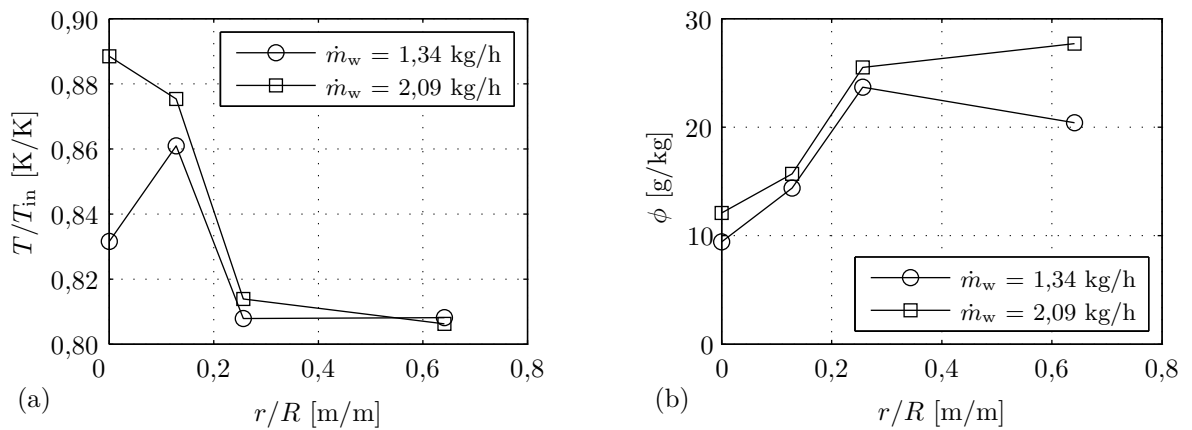 0,90
0,88
0,86
0,84
0,82
0,80
T/T_in [K/K]
ṁ_w = 1,34 kg/h
ṁ_w = 2,09 kg/h
0
0,2
0,4
0,6
0,8
r/R [m/m]
(a)
30
20
10
0
ϕ [g/kg]
ṁ_w = 1,34 kg/h
ṁ_w = 2,09 kg/h
0
0,2
0,4
0,6
0,8
r/R [m/m]
(b)